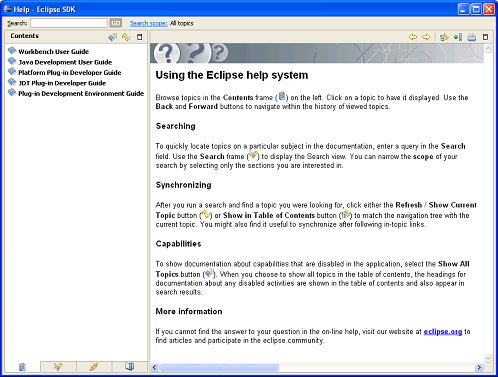 Help - Eclipse SDK
Search: GO Search scope: All topics
Contents
Workbench User Guide
Java Development User Guide
Platform Plug-in Developer Guide
JDT Plug-in Developer Guide
Plug-in Development Environment Guide
Using the Eclipse help system
Browse topics in the Contents frame ( ) on the left. Click on a topic to have it displayed. Use the
Back and Forward buttons to navigate within the history of viewed topics.
Searching
To quickly locate topics on a particular subject in the documentation, enter a query in the Search
field. Use the Search frame ( ) to display the Search view. You can narrow the scope of your
search by selecting only the sections you are interested in.
Synchronizing
After you run a search and find a topic you were looking for, click either the Refresh / Show Current
Topic button ( ) or Show in Table of Contents button ( ) to match the navigation tree with the
current topic. You might also find it useful to synchronize after following in-topic links.
Capabilities
To show documentation about capabilities that are disabled in the application, select the Show All
Topics button ( ). When you choose to show all topics in the table of contents, the headings for
documentation about any disabled activities are shown in the table of contents and also appear in
search results.
More information
If you cannot find the answer to your question in the on-line help, visit our website at eclipse.org to
find articles and participate in the eclipse community.